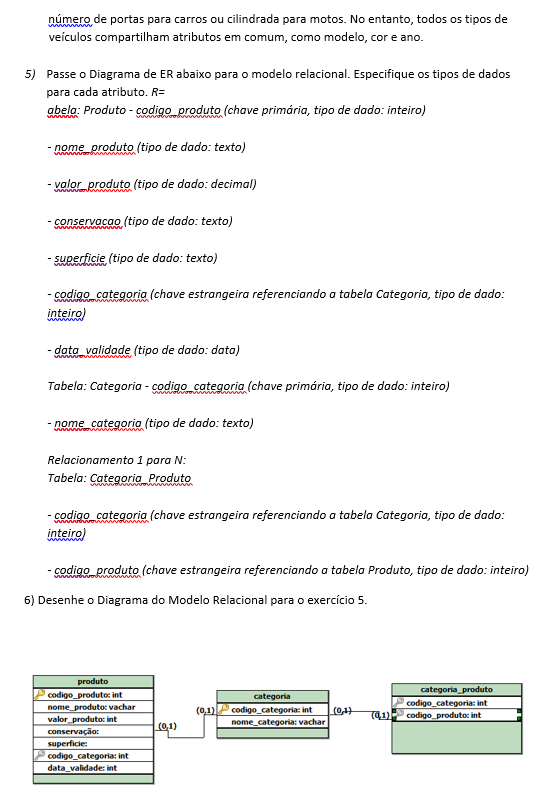 número de portas para carros ou cilindrada para motos. No entanto, todos os tipos de
veículos compartilham atributos em comum, como modelo, cor e ano.
5) Passe o Diagrama de ER abaixo para o modelo relacional. Especifique os tipos de dados
para cada atributo. R=
abela: Produto - codigo_produto (chave primária, tipo de dado: inteiro)
- nome_produto (tipo de dado: texto)
- valor_produto (tipo de dado: decimal)
- conservacao (tipo de dado: texto)
- superficie (tipo de dado: texto)
- codigo_categoria (chave estrangeira referenciando a tabela Categoria, tipo de dado:
inteiro)
- data_validade (tipo de dado: data)
Tabela: Categoria - codigo_categoria (chave primária, tipo de dado: inteiro)
- nome_categoria (tipo de dado: texto)
Relacionamento 1 para N:
Tabela: Categoria_Produto
- codigo_categoria (chave estrangeira referenciando a tabela Categoria, tipo de dado:
inteiro)
- codigo_produto (chave estrangeira referenciando a tabela Produto, tipo de dado: inteiro)
6) Desenhe o Diagrama do Modelo Relacional para o exercício 5.
produto
codigo_produto: int
nome_produto: vachar
valor_produto: int
conservação:
superficie:
codigo_categoria: int
data_validade: int
(0,1)
(0,1)
categoria
codigo_categoria: int
nome_categoria: vachar
(0,1)
(0,1)
categoria_produto
codigo_categoria: int
codigo_produto: int